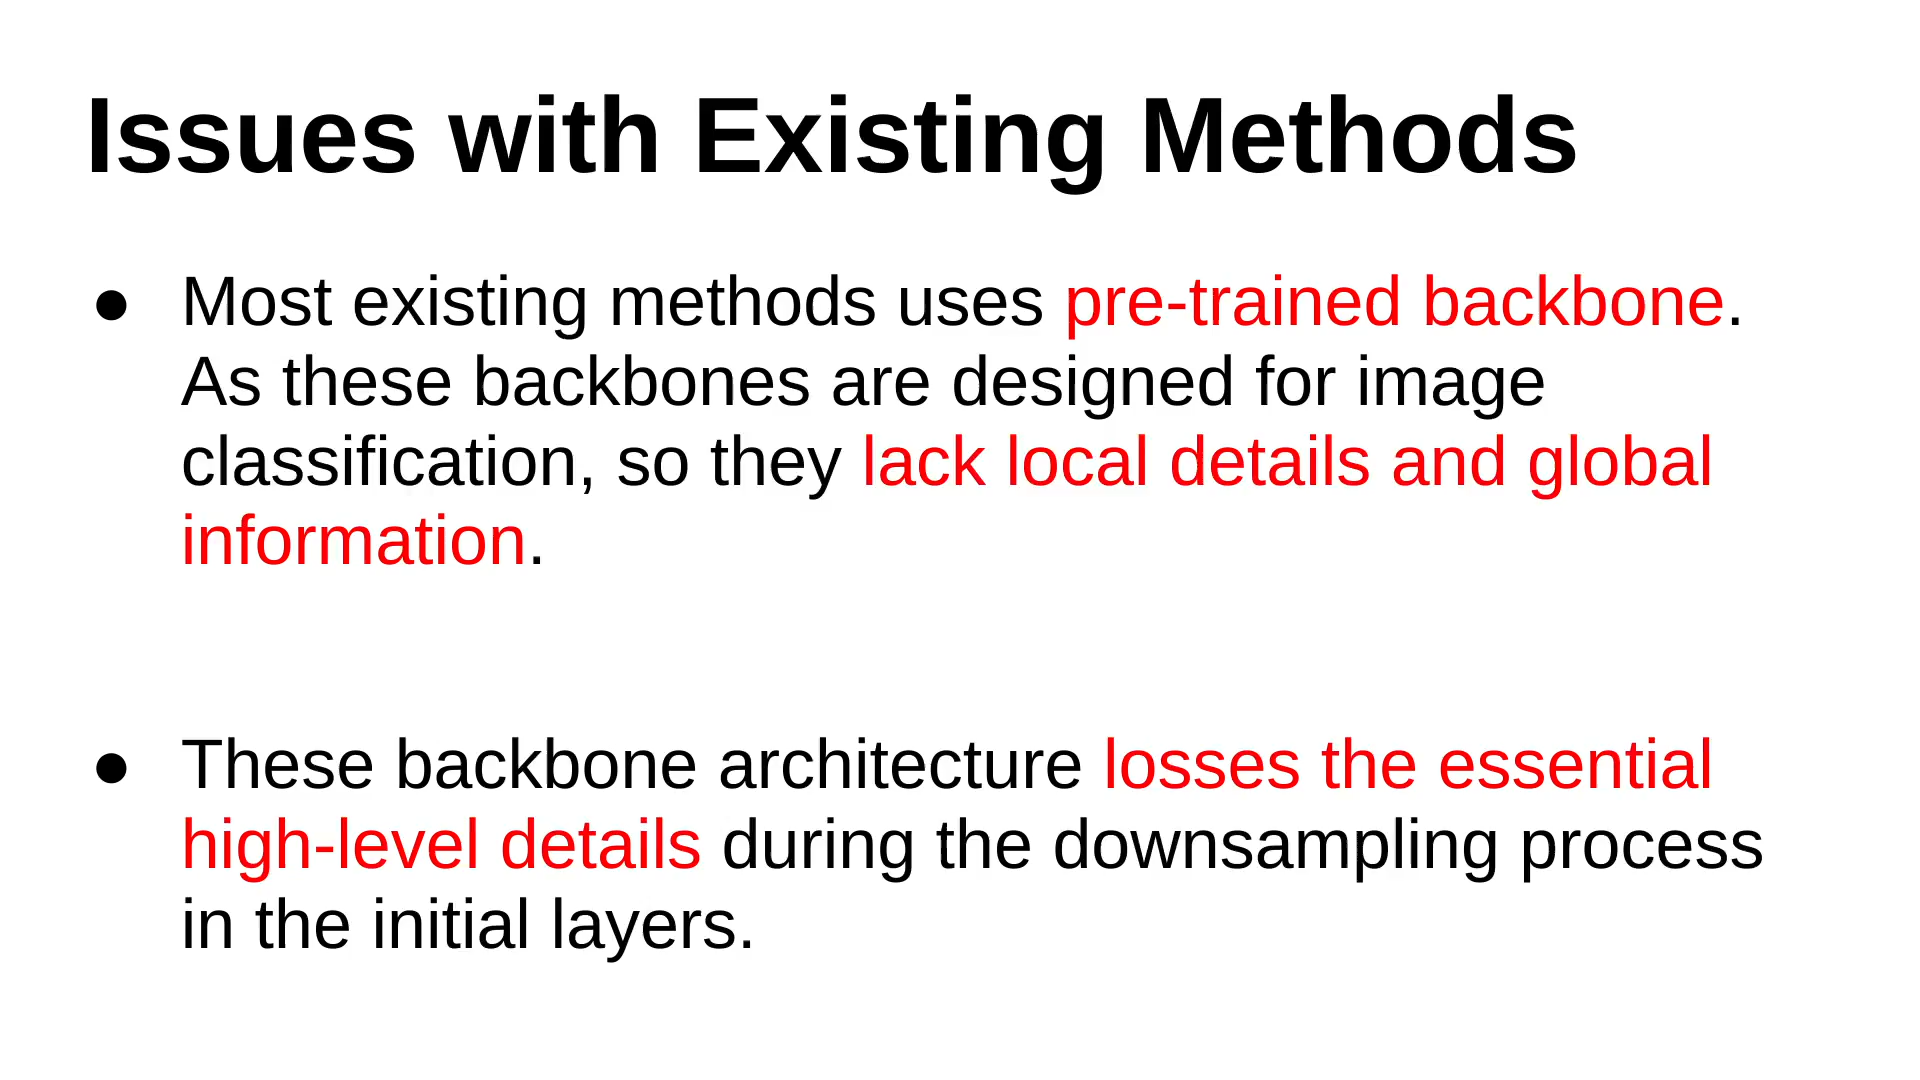 Issues with Existing Methods
● Most existing methods uses pre-trained backbone.
As these backbones are designed for image
classification, so they lack local details and global
information.
● These backbone architecture losses the essential
high-level details during the downsampling process
in the initial layers.